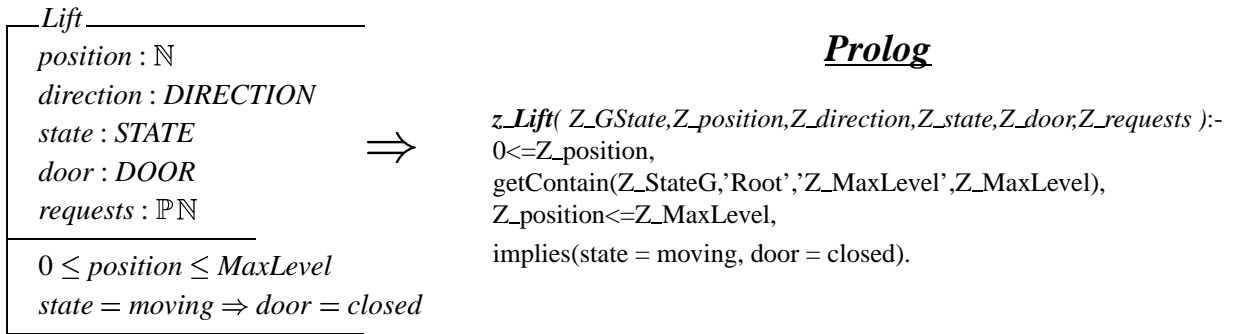 Lift
position : ℕ
direction : DIRECTION
state : STATE
door : DOOR
requests : ℙ ℕ
0 ≤ position ≤ MaxLevel
state = moving ⇒ door = closed
⇒
Prolog
z_Lift( Z_GState,Z_position,Z_direction,Z_state,Z_door,Z_requests ):-
0<=Z_position,
getContain(Z_StateG,’Root’,’Z_MaxLevel’,Z_MaxLevel),
Z_position<=Z_MaxLevel,
implies(state = moving, door = closed).